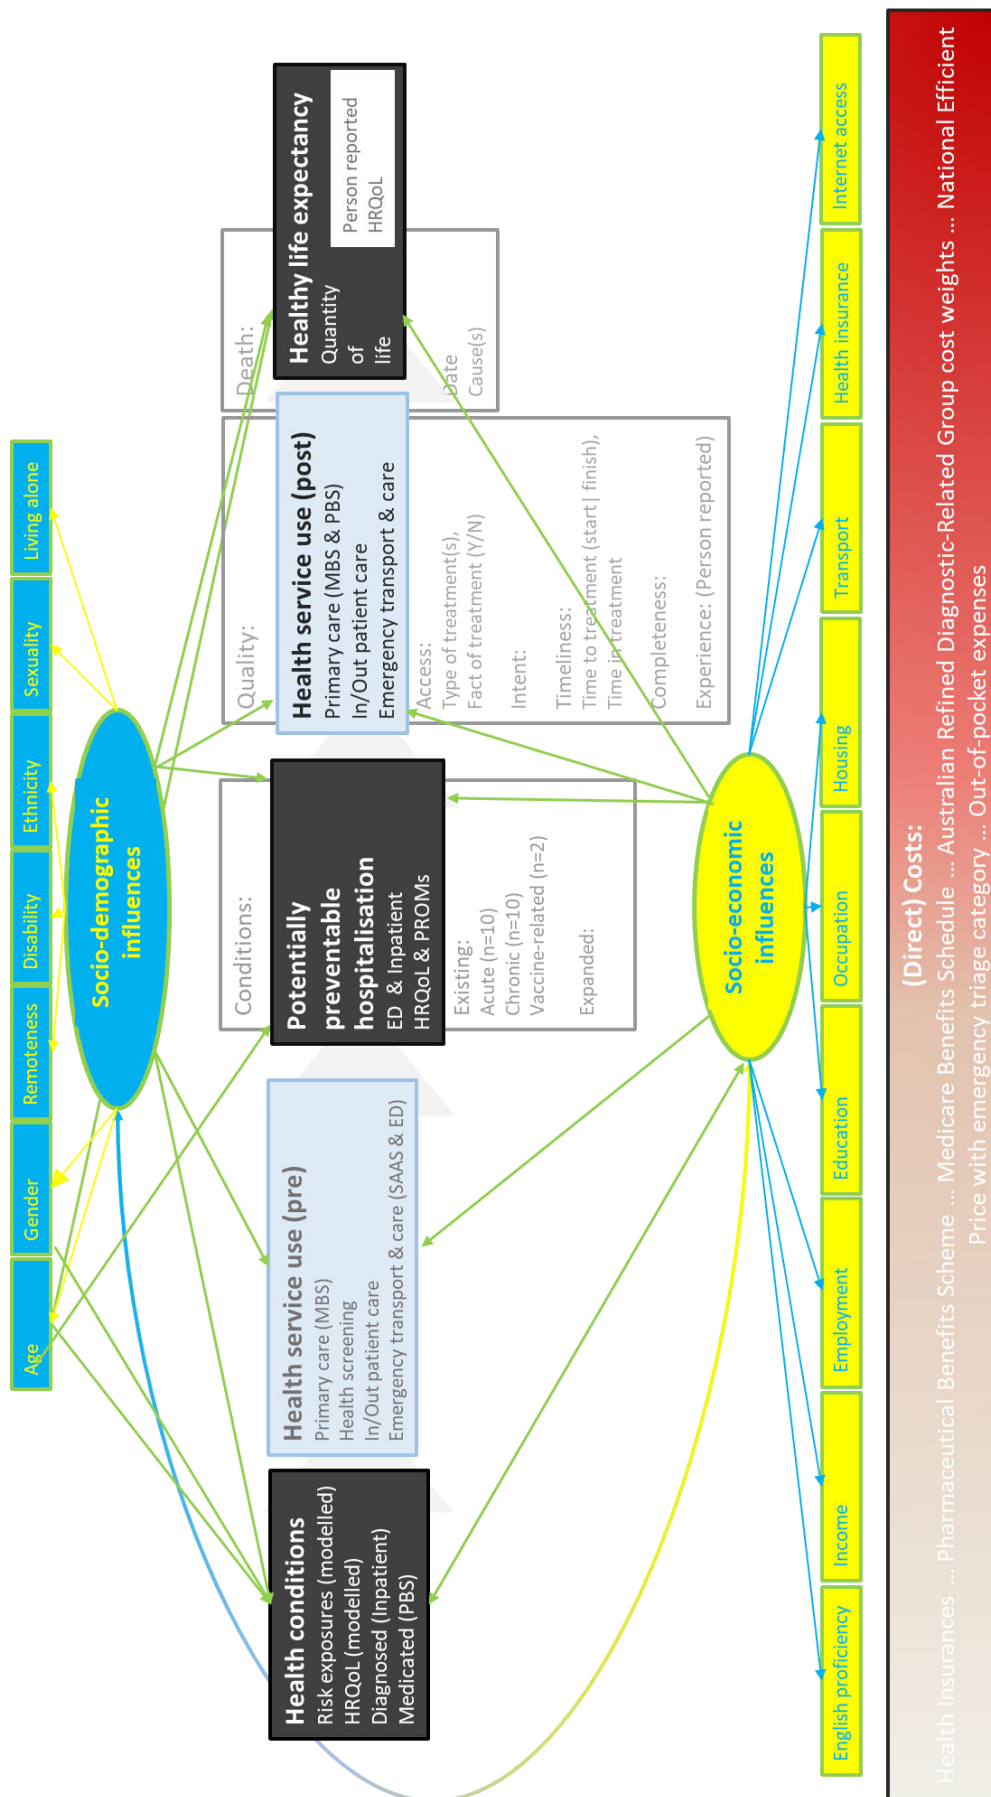 Age
Gender
Remoteness
Disability
Ethnicity
Sexuality
Living alone
Socio-demographic
influences
Health conditions
Risk exposures (modelled)
HRQoL (modelled)
Diagnosed (Inpatient)
Medicated (PBS)
Health service use (pre)
Primary care (MBS)
Health screening
In/Out patient care
Emergency transport & care (SAAS & ED)
Conditions:
Potentially
preventable
hospitalisation
ED & Inpatient
HRQoL & PROMs
Existing:
Acute (n=10)
Chronic (n=10)
Vaccine-related (n=2)
Expanded:
Quality:
Health service use (post)
Primary care (MBS & PBS)
In/Out patient care
Emergency transport & care
Access:
Type of treatment(s),
Fact of treatment (Y/N)
Intent:
Timeliness:
Time to treatment (start| finish),
Time in treatment
Completeness:
Experience: (Person reported)
Death:
Healthy life expectancy
Quantity
of
life
Person reported
HRQoL
Date
Cause(s)
Socio-economic
influences
English proficiency
Income
Employment
Education
Occupation
Housing
Transport
Health insurance
Internet access
(Direct) Costs:
Health Insurances ... Pharmaceutical Benefits Scheme ... Medicare Benefits Schedule ... Australian Refined Diagnostic-Related Group cost weights ... National Efficient
Price with emergency triage category ... Out-of-pocket expenses